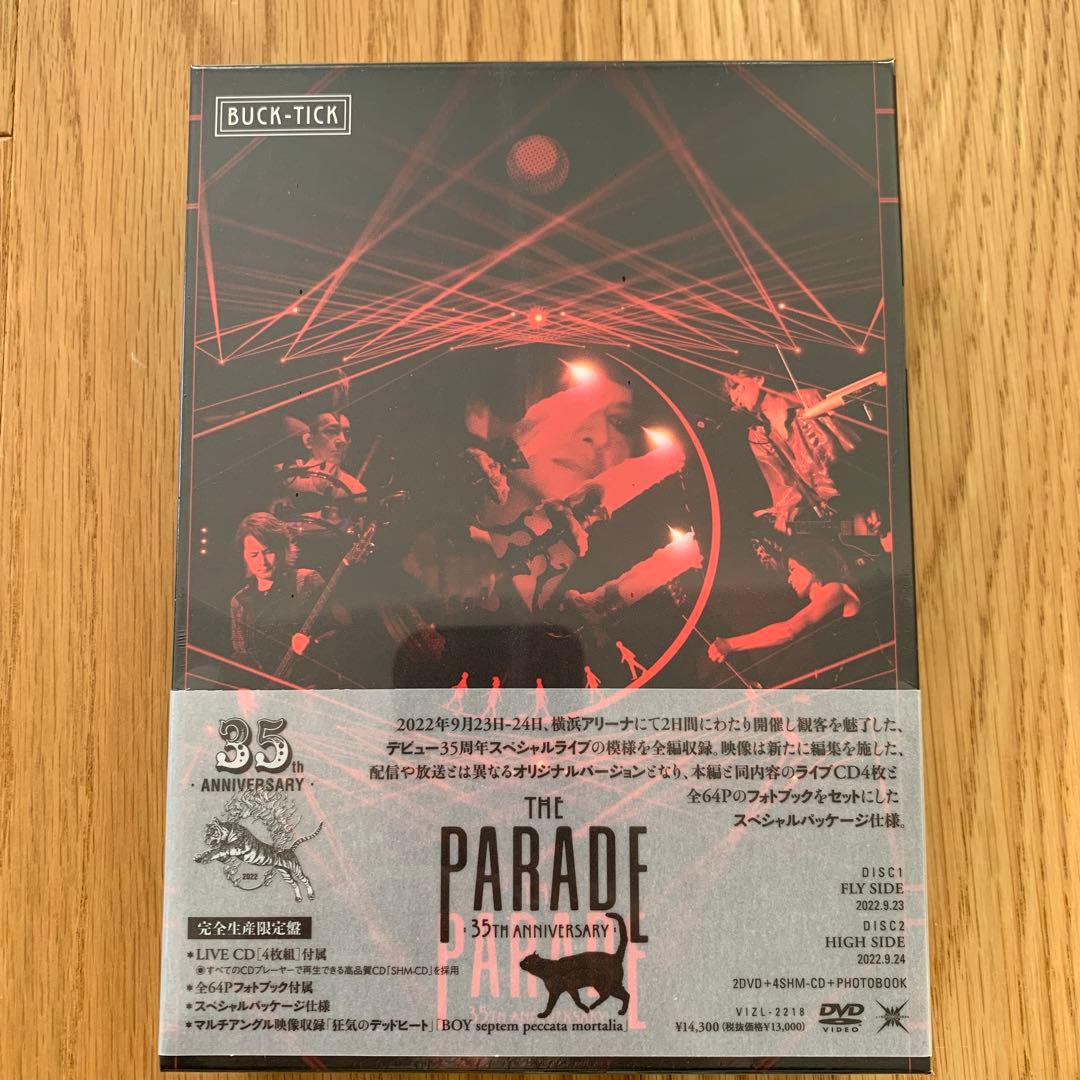 BUCK-TICK
35th
・ANNIVERSARY・
2022
2022年9月23日-24日、横浜アリーナにて2日間にわたり開催し観客を魅了した、
デビュー35周年スペシャルライブの模様を全編収録。映像は新たに編集を施した、
配信や放送とは異なるオリジナルバージョンとなり、本編と同内容のライブCD4枚と
全64Pのフォトブックをセットにした
スペシャルパッケージ仕様。
THE
PARADE
:35TH ANNIVERSARY:
PARADE
35TH ANNIVERSARY
DISC1
FLY SIDE
2022.9.23
DISC2
HIGH SIDE
2022.9.24
2DVD+4SHM-CD+PHOTOBOOK
完全生産限定盤
*LIVE CD[4枚組]付属
◉すべてのCDプレーヤーで再生できる高品質CD「SHM-CD」を採用
*全64Pフォトブック付属
*スペシャルパッケージ仕様
*マルチアングル映像収録「狂気のデッドヒート」「BOY septem peccata mortalia」
VIZL-2218
¥14,300(税抜価格¥13,000)
DVD
VIDEO